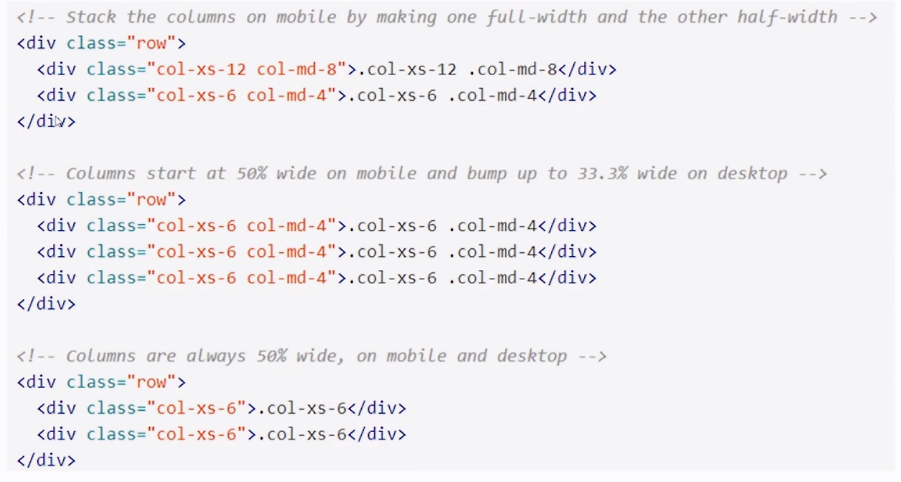 <!-- Stack the columns on mobile by making one full-width and the other half-width -->
<div class="row">
  <div class="col-xs-12 col-md-8">.col-xs-12 .col-md-8</div>
  <div class="col-xs-6 col-md-4">.col-xs-6 .col-md-4</div>
</div>

<!-- Columns start at 50% wide on mobile and bump up to 33.3% wide on desktop -->
<div class="row">
  <div class="col-xs-6 col-md-4">.col-xs-6 .col-md-4</div>
  <div class="col-xs-6 col-md-4">.col-xs-6 .col-md-4</div>
  <div class="col-xs-6 col-md-4">.col-xs-6 .col-md-4</div>
</div>

<!-- Columns are always 50% wide, on mobile and desktop -->
<div class="row">
  <div class="col-xs-6">.col-xs-6</div>
  <div class="col-xs-6">.col-xs-6</div>
</div>